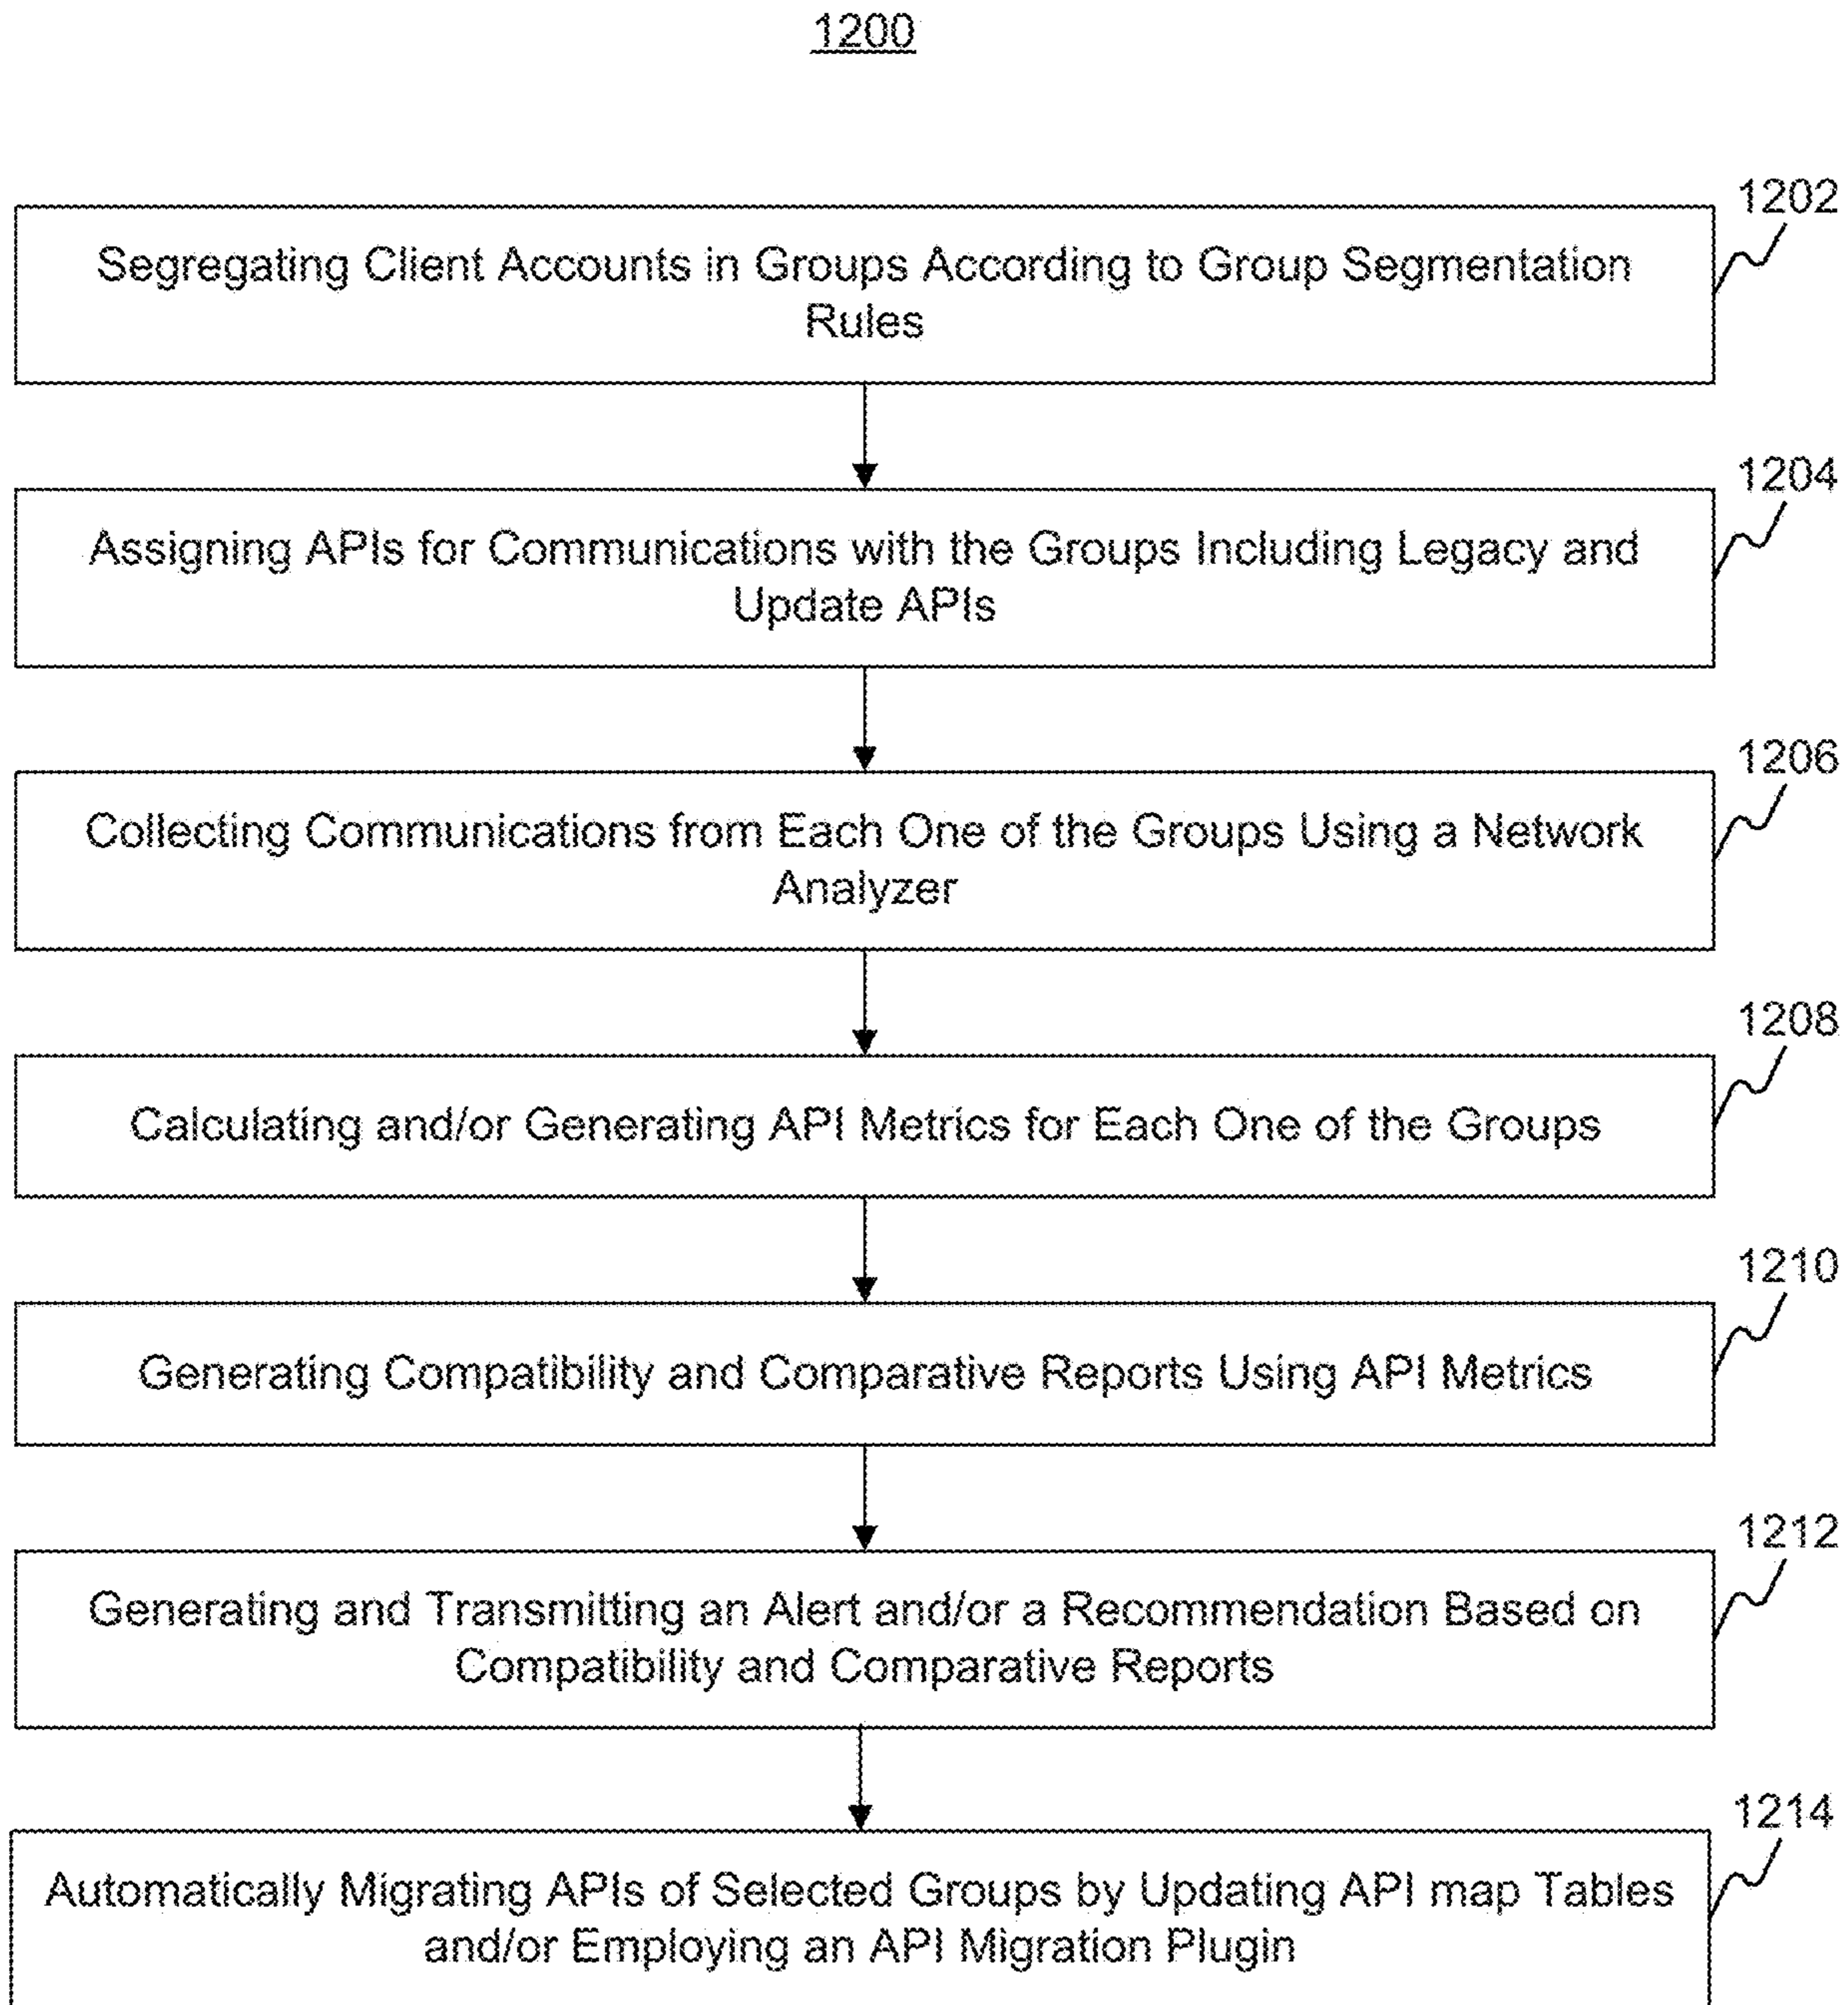 1200
1202
Segregating Client Accounts in Groups According to Group Segmentation
Rules
1204
Assigning APIs for Communications with the Groups Including Legacy and
Update APIs
1206
Collecting Communications from Each One of the Groups Using a Network
Analyzer
1208
Calculating and/or Generating API Metrics for Each One of the Groups
1210
Generating Compatibility and Comparative Reports Using API Metrics
1212
Generating and Transmitting an Alert and/or a Recommendation Based on
Compatibility and Comparative Reports
1214
Automatically Migrating APIs of Selected Groups by Updating API map Tables
and/or Employing an API Migration Plugin